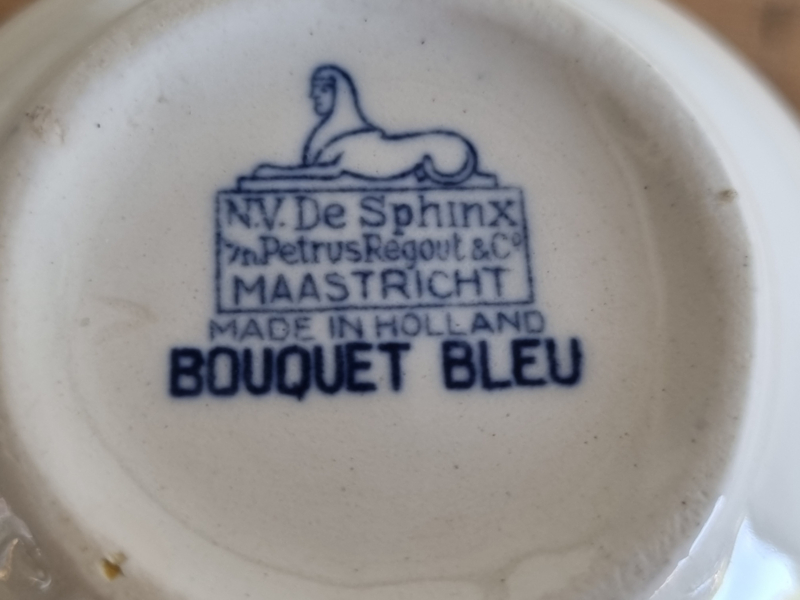 N.V. De Sphinx
v/h Petrus Regout & Co
MAASTRICHT
MADE IN HOLLAND
BOUQUET BLEU